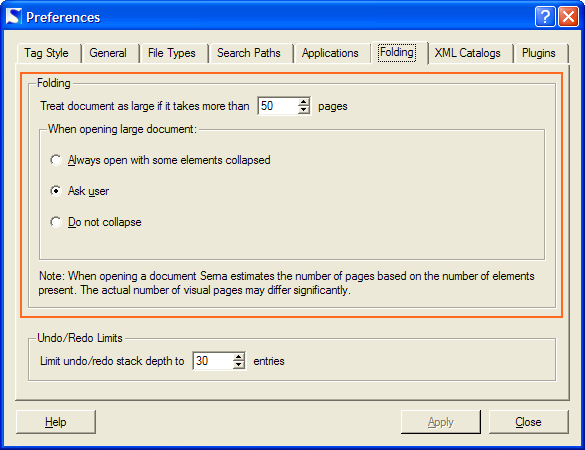 Preferences
Tag Style General File Types Search Paths Applications Folding XML Catalogs Plugins
Folding
Treat document as large if it takes more than 50 pages
When opening large document:
Always open with some elements collapsed
Ask user
Do not collapse
Note: When opening a document Serna estimates the number of pages based on the number of elements
present. The actual number of visual pages may differ significantly.
Undo/Redo Limits
Limit undo/redo stack depth to 30 entries
Help Apply Close